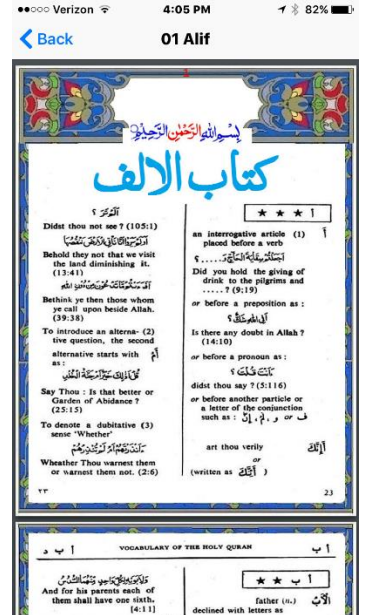 Verizon 4:05 PM 82%
Back 01 Alif
1
بِسْمِ اللهِ الرَّحْمٰنِ الرَّحِيْمِ
كتاب الالف
★ ★ ★ أ
أ an interrogative article (1)
placed before a verb
Did you hold the giving of
drink to the pilgrims and
..... ? (9:19)
or before a preposition as :
أَفِي اللهِ شَكٌّ ؟
Is there any doubt in Allah ?
(14:10)
or before a pronoun as :
ءَاَنْتَ قُلْتَ ؟
didst thou say ? (5:116)
or before another particle or
a letter of the conjunction
such as : ف or و , لم , إنّ
art thou verily أَإِنَّكَ
or
(written as أَئِنَّكَ )
23
أَلَمْ تَرَ ؟
Didst thou not see ? (105:1)
Behold they not that we visit
the land diminishing it.
(13:41)
Bethink ye then those whom
ye call upon beside Allah.
(39:38)
To introduce an alterna- (2)
tive question, the second
alternative starts with أَمْ
as :
Say Thou : Is that better or
Garden of Abidance ?
(25:15)
To denote a dubitative (3)
sense 'Whether'
Wheather Thou warnest them
or warnest them not. (2:6)
٢٣
أ ب د VOCABULARY OF THE HOLY QURAN أ ب
★ ★ أ ب
father (n.) الأَبُ
declined with letters as
And for his parents each of
them shall have one sixth.
[4:11]